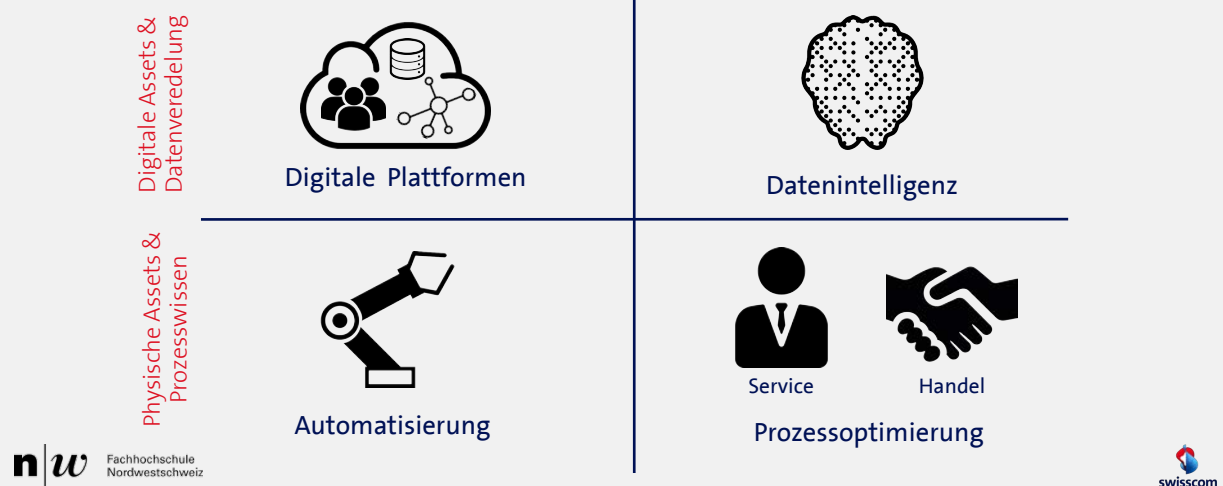 Digitale Assets &
Datenveredelung
Digitale Plattformen
Datenintelligenz
Physische Assets &
Prozesswissen
Service
Handel
Automatisierung
Prozessoptimierung
n|w
Fachhochschule
Nordwestschweiz
swisscom